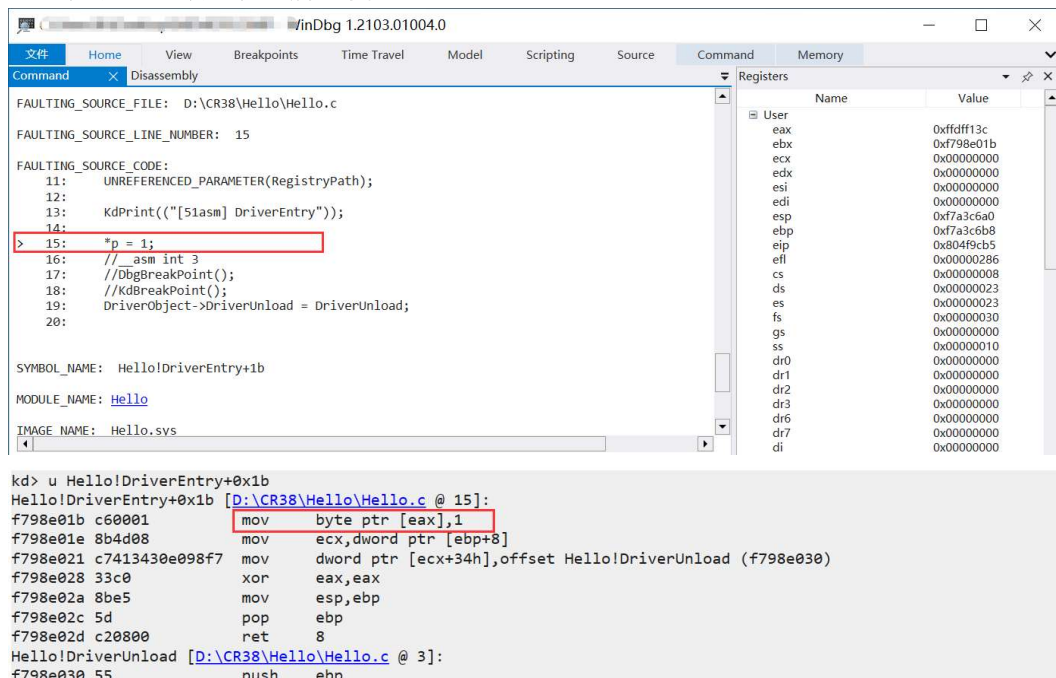 WinDbg 1.2103.01004.0
文件 Home View Breakpoints Time Travel Model Scripting Source Command Memory
Command Disassembly
Registers
FAULTING_SOURCE_FILE: D:\CR38\Hello\Hello.c
FAULTING_SOURCE_LINE_NUMBER: 15
FAULTING_SOURCE_CODE:
11: UNREFERENCED_PARAMETER(RegistryPath);
12:
13: KdPrint(("[51asm] DriverEntry"));
14:
> 15: *p = 1;
16: //__asm int 3
17: //DbgBreakPoint();
18: //KdBreakPoint();
19: DriverObject->DriverUnload = DriverUnload;
20:
SYMBOL_NAME: Hello!DriverEntry+1b
MODULE_NAME: Hello
IMAGE_NAME: Hello.sys
Name Value
User
eax 0xffdff13c
ebx 0xf798e01b
ecx 0x00000000
edx 0x00000000
esi 0x00000000
edi 0x00000000
esp 0xf7a3c6a0
ebp 0xf7a3c6b8
eip 0x804f9cb5
efl 0x00000286
cs 0x00000008
ds 0x00000023
es 0x00000023
fs 0x00000030
gs 0x00000000
ss 0x00000010
dr0 0x00000000
dr1 0x00000000
dr2 0x00000000
dr3 0x00000000
dr6 0x00000000
dr7 0x00000000
di 0x00000000
kd> u Hello!DriverEntry+0x1b
Hello!DriverEntry+0x1b [D:\CR38\Hello\Hello.c @ 15]:
f798e01b c60001 mov byte ptr [eax],1
f798e01e 8b4d08 mov ecx,dword ptr [ebp+8]
f798e021 c7413430e098f7 mov dword ptr [ecx+34h],offset Hello!DriverUnload (f798e030)
f798e028 33c0 xor eax,eax
f798e02a 8be5 mov esp,ebp
f798e02c 5d pop ebp
f798e02d c20800 ret 8
Hello!DriverUnload [D:\CR38\Hello\Hello.c @ 3]:
f798e030 55 push ebp